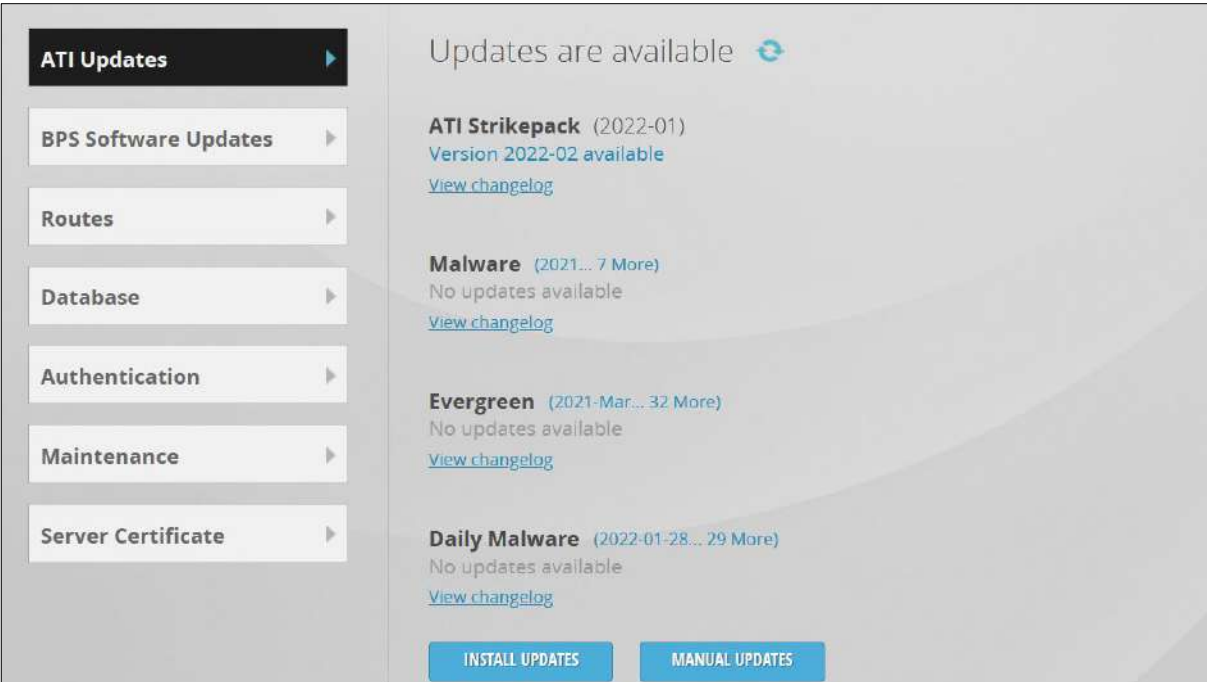 ATI Updates
BPS Software Updates
Routes
Database
Authentication
Maintenance
Server Certificate
Updates are available
ATI Strikepack (2022-01)
Version 2022-02 available
View changelog
Malware (2021... 7 More)
No updates available
View changelog
Evergreen (2021-Mar... 32 More)
No updates available
View changelog
Daily Malware (2022-01-28... 29 More)
No updates available
View changelog
INSTALL UPDATES
MANUAL UPDATES